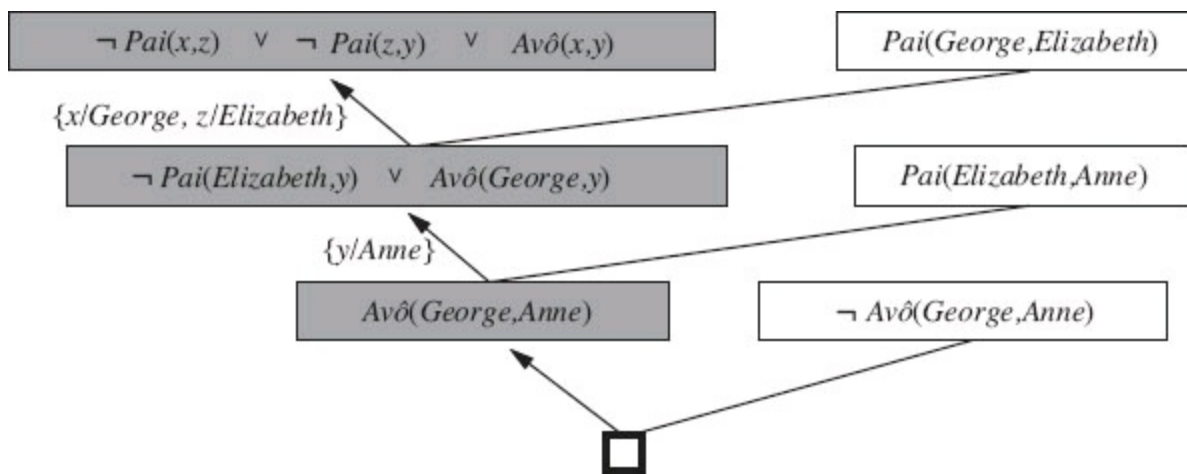 ¬ Pai(x,z) ∨ ¬ Pai(z,y) ∨ Avô(x,y)
Pai(George,Elizabeth)
{x/George, z/Elizabeth}
¬ Pai(Elizabeth,y) ∨ Avô(George,y)
Pai(Elizabeth,Anne)
{y/Anne}
Avô(George,Anne)
¬ Avô(George,Anne)